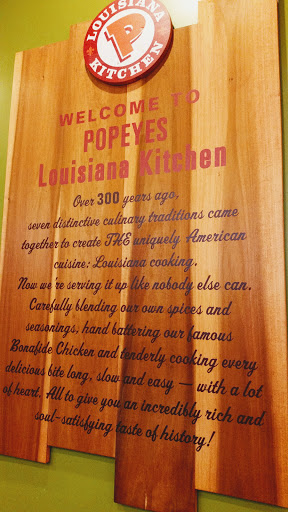 LOUISIANA
P
KITCHEN
WELCOME TO
POPEYES
Louisiana Kitchen
Over 300 years ago,
seven distinctive culinary traditions came
together to create THE uniquely American
cuisine: Louisiana cooking.
Now we're serving it up like nobody else can.
Carefully blending our own spices and
seasonings, hand battering our famous
Bonafide Chicken and tenderly cooking every
delicious bite long, slow and easy — with a lot
of heart. All to give you an incredibly rich and
soul-satisfying taste of history!